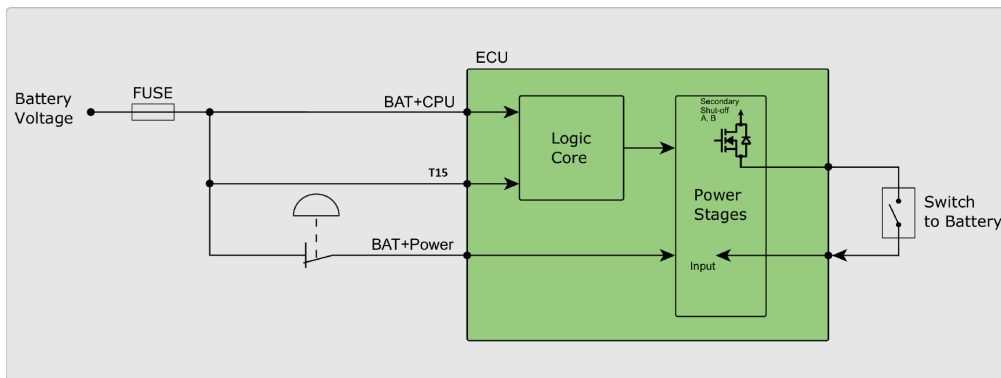 ECU
Battery
Voltage
FUSE
BAT+CPU
Logic
Core
T15
BAT+Power
Secondary
Shut-off
A, B
Power
Stages
Input
Switch
to Battery